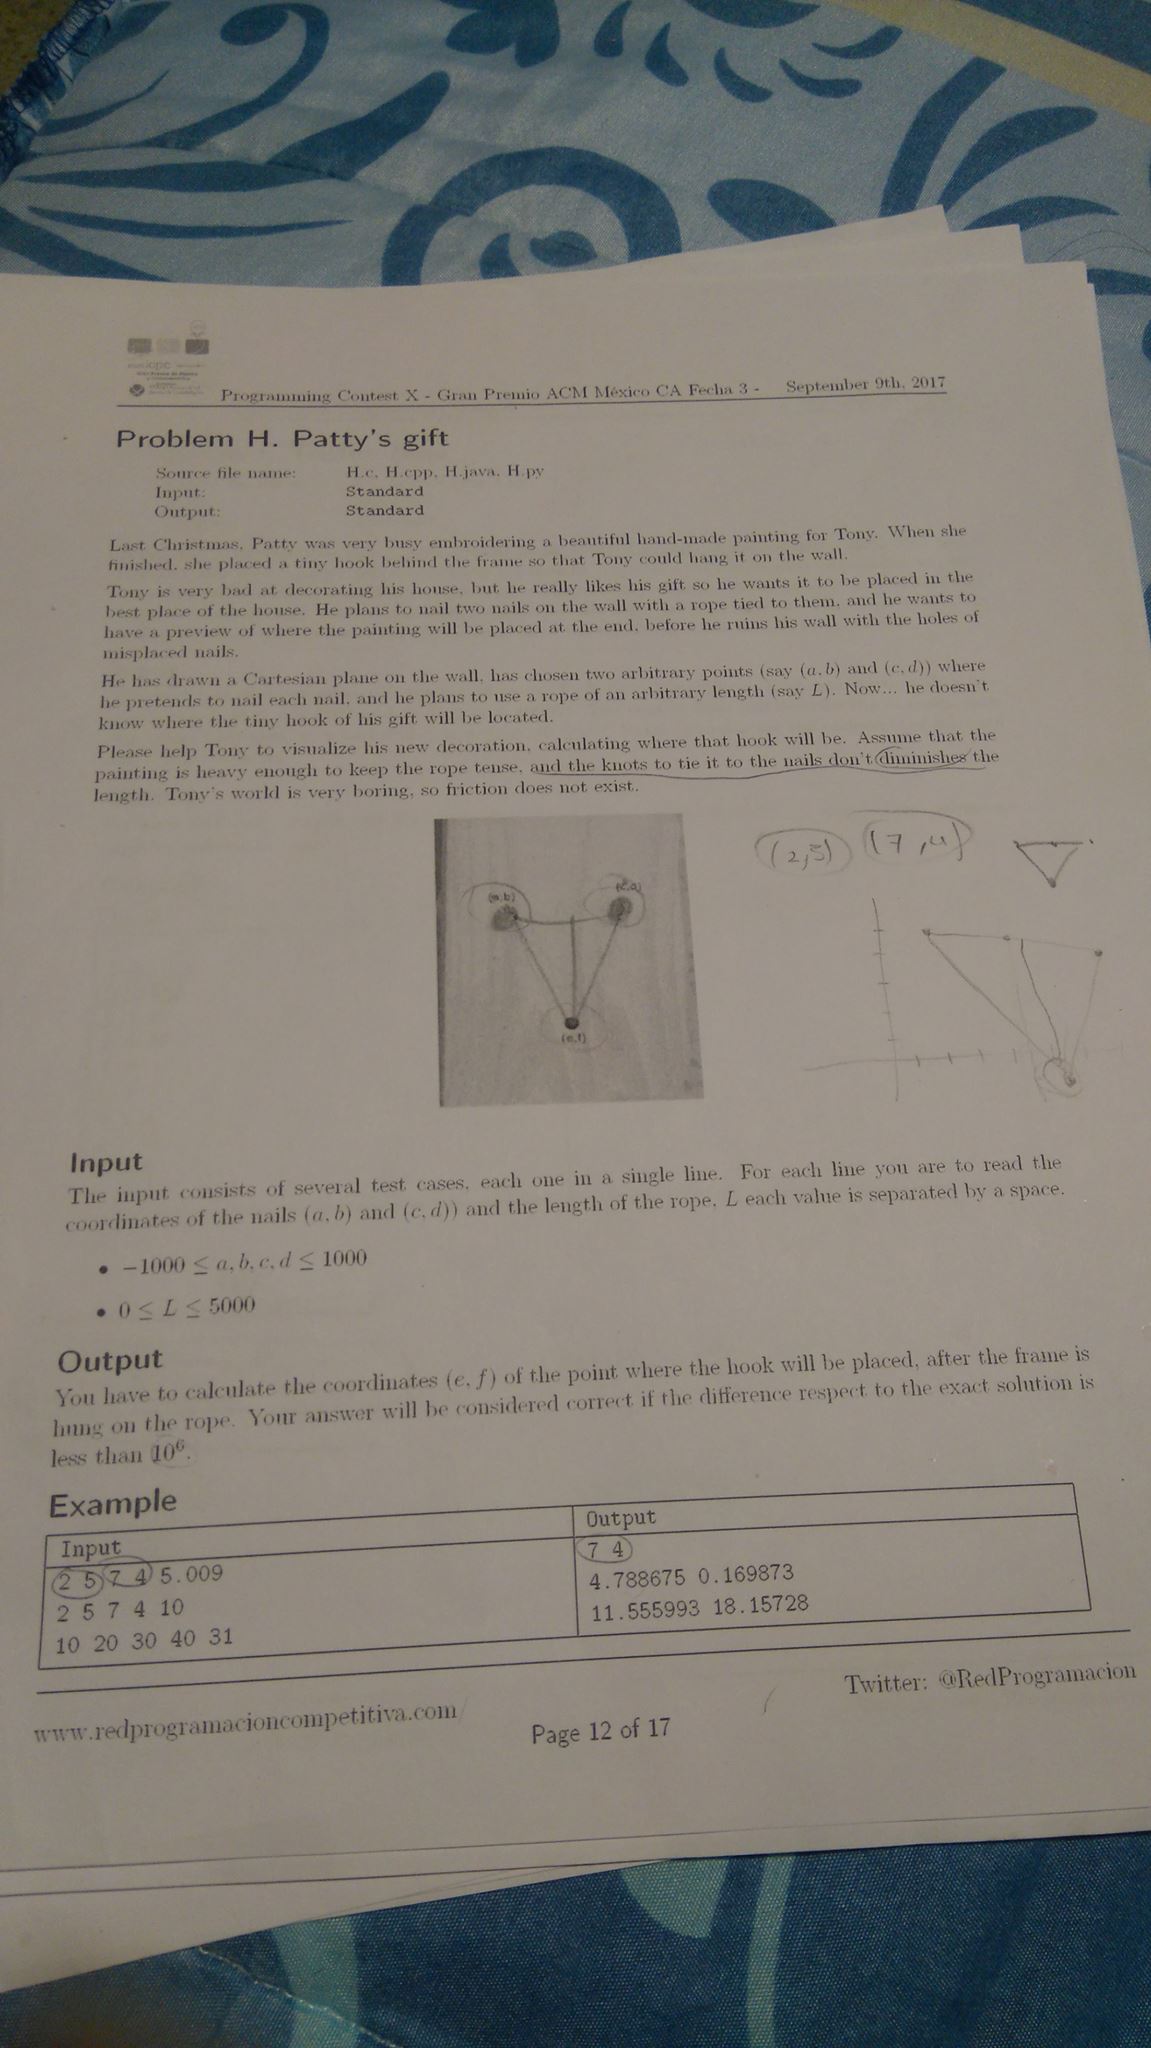 Programming Contest X - Gran Premio ACM México CA Fecha 3 - September 9th, 2017
Problem H. Patty's gift
Source file name: H.c, H.cpp, H.java, H.py
Input: Standard
Output: Standard
Last Christmas, Patty was very busy embroidering a beautiful hand-made painting for Tony. When she
finished, she placed a tiny hook behind the frame so that Tony could hang it on the wall.
Tony is very bad at decorating his house, but he really likes his gift so he wants it to be placed in the
best place of the house. He plans to nail two nails on the wall with a rope tied to them, and he wants to
have a preview of where the painting will be placed at the end, before he ruins his wall with the holes of
misplaced nails.
He has drawn a Cartesian plane on the wall, has chosen two arbitrary points (say (a, b) and (c, d)) where
he pretends to nail each nail, and he plans to use a rope of an arbitrary length (say L). Now... he doesn't
know where the tiny hook of his gift will be located.
Please help Tony to visualize his new decoration, calculating where that hook will be. Assume that the
painting is heavy enough to keep the rope tense, and the knots to tie it to the nails don't diminishes the
length. Tony's world is very boring, so friction does not exist.
(2,5) (7,4)
(a,b) (c,d)
(e,f)
Input
The input consists of several test cases, each one in a single line. For each line you are to read the
coordinates of the nails (a, b) and (c, d)) and the length of the rope, L each value is separated by a space.
• −1000 ≤ a, b, c, d ≤ 1000
• 0 ≤ L ≤ 5000
Output
You have to calculate the coordinates (e, f) of the point where the hook will be placed, after the frame is
hung on the rope. Your answer will be considered correct if the difference respect to the exact solution is
less than 10⁶.
Example
Input Output
2 5 7 4 5.009 7 4
2 5 7 4 10 4.788675 0.169873
10 20 30 40 31 11.555993 18.15728
www.redprogramacioncompetitiva.com/ Twitter: @RedProgramacion
Page 12 of 17